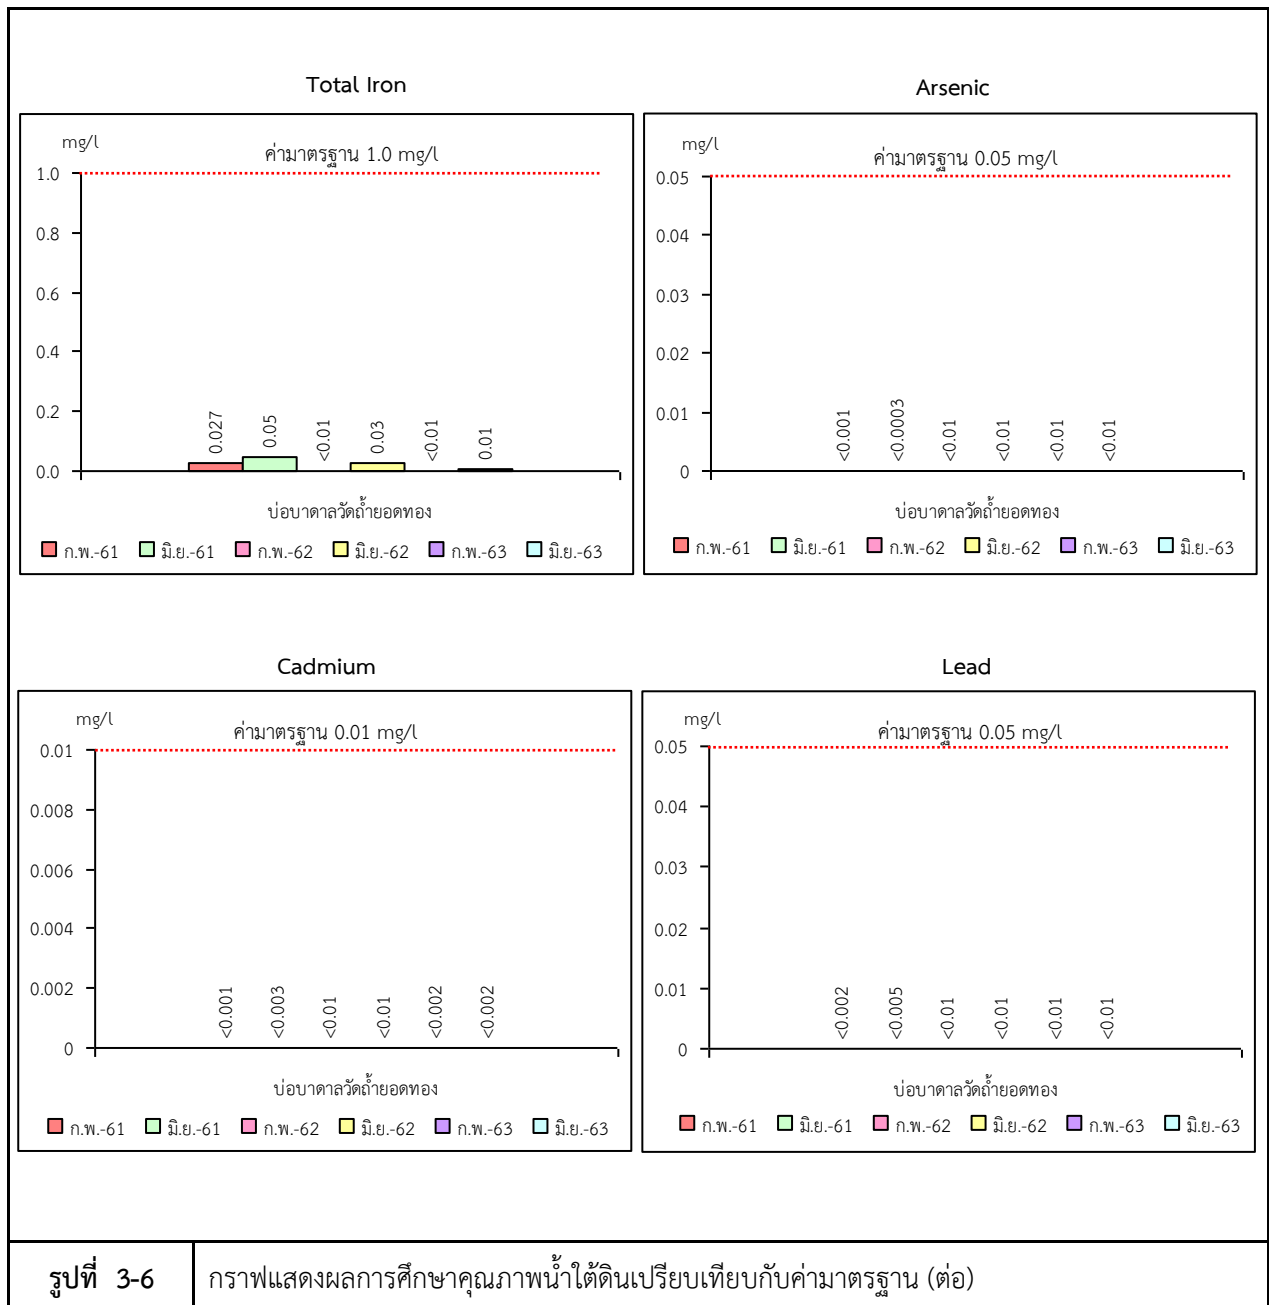 Total Iron
mg/l
ค่ามาตรฐาน 1.0 mg/l
1.0
0.8
0.6
0.4
0.2
0.0
0.027
0.05
<0.01
0.03
<0.01
0.01
บ่อบาดาลวัดถ้ำยอดทอง
ก.พ.-61 มิ.ย.-61 ก.พ.-62 มิ.ย.-62 ก.พ.-63 มิ.ย.-63
Arsenic
mg/l
ค่ามาตรฐาน 0.05 mg/l
0.05
0.04
0.03
0.02
0.01
0
<0.001
<0.0003
<0.01
<0.01
<0.01
<0.01
บ่อบาดาลวัดถ้ำยอดทอง
ก.พ.-61 มิ.ย.-61 ก.พ.-62 มิ.ย.-62 ก.พ.-63 มิ.ย.-63
Cadmium
mg/l
ค่ามาตรฐาน 0.01 mg/l
0.01
0.008
0.006
0.004
0.002
0
<0.001
<0.003
<0.01
<0.01
<0.002
<0.002
บ่อบาดาลวัดถ้ำยอดทอง
ก.พ.-61 มิ.ย.-61 ก.พ.-62 มิ.ย.-62 ก.พ.-63 มิ.ย.-63
Lead
mg/l
ค่ามาตรฐาน 0.05 mg/l
0.05
0.04
0.03
0.02
0.01
0
<0.002
<0.005
<0.01
<0.01
<0.01
<0.01
บ่อบาดาลวัดถ้ำยอดทอง
ก.พ.-61 มิ.ย.-61 ก.พ.-62 มิ.ย.-62 ก.พ.-63 มิ.ย.-63
รูปที่ 3-6 กราฟแสดงผลการศึกษาคุณภาพน้ำใต้ดินเปรียบเทียบกับค่ามาตรฐาน (ต่อ)